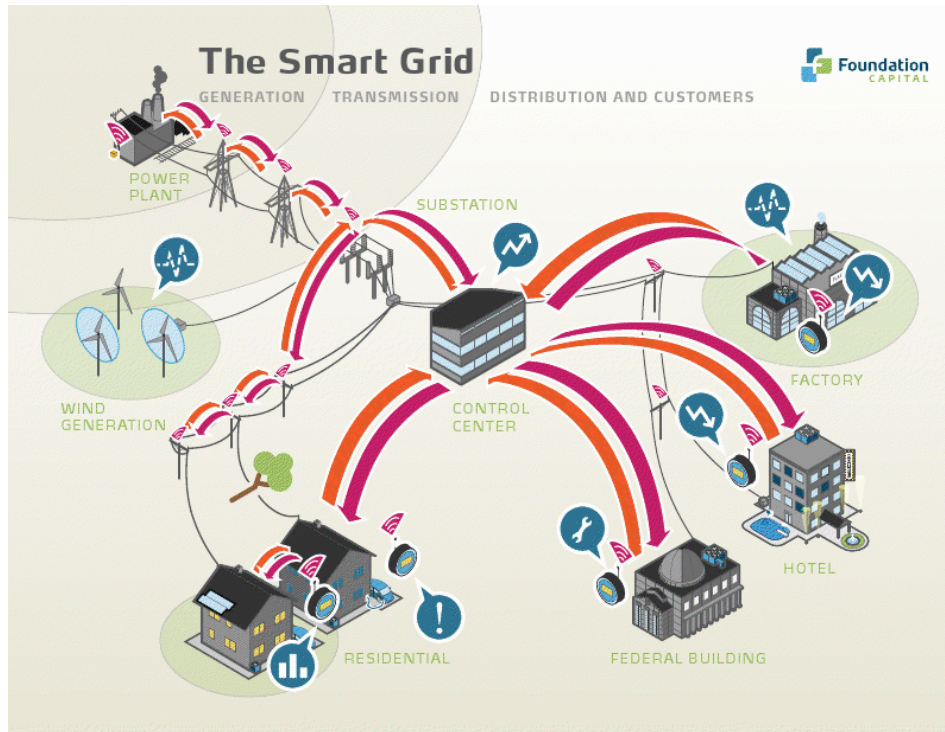 The Smart Grid
Foundation
CAPITAL
GENERATION TRANSMISSION DISTRIBUTION AND CUSTOMERS
POWER
PLANT
SUBSTATION
WIND
GENERATION
CONTROL
CENTER
FACTORY
HOTEL
RESIDENTIAL
FEDERAL BUILDING